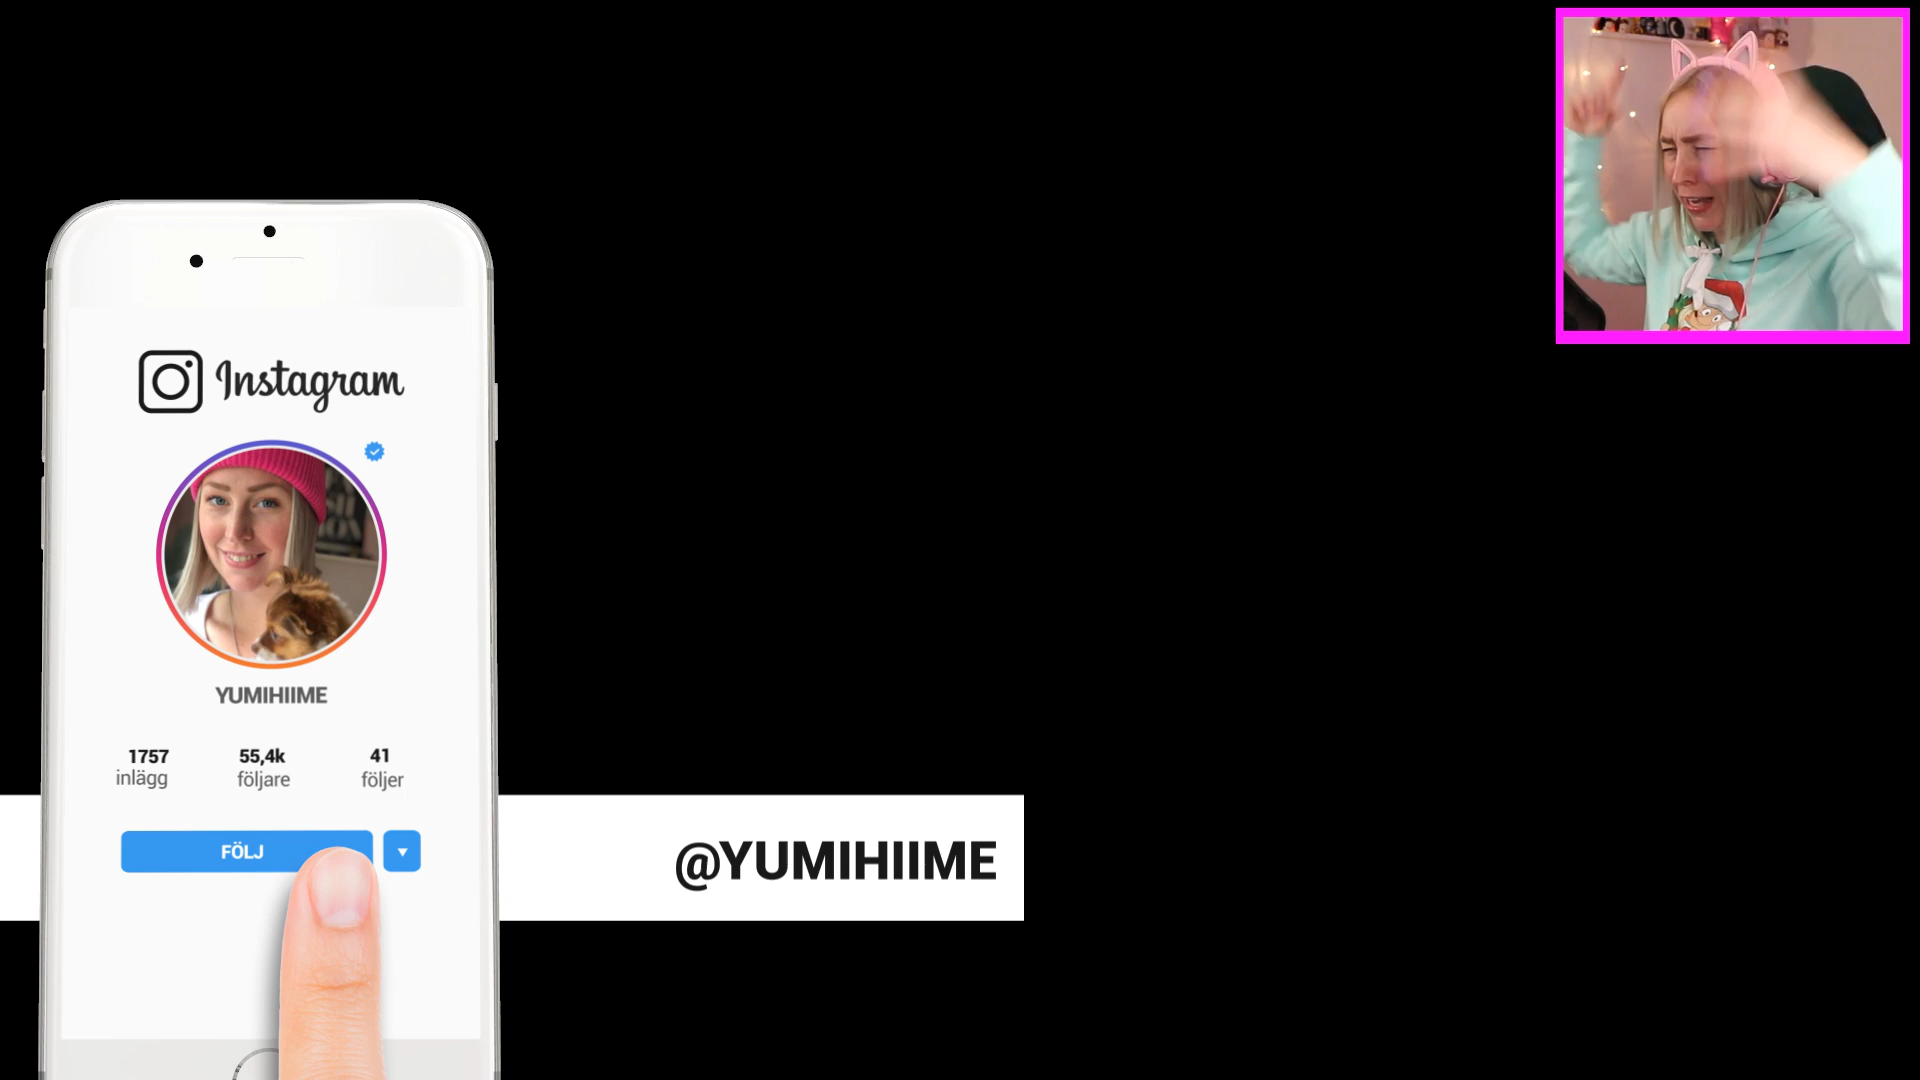 Instagram
YUMIHIIME
1757 55,4k 41
inlägg följare följer
FÖLJ
@YUMIHIIME